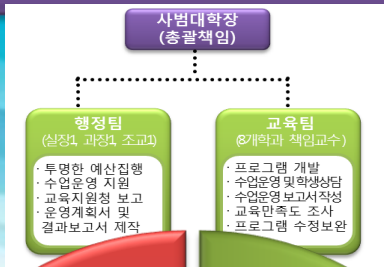 사범대학장
(총괄책임)
행정팀
(실장1, 과장1, 조교1)
· 투명한 예산집행
· 수업운영 지원
· 교육지원청 보고
· 운영계획서 및
결과보고서 제작
교육팀
(8개학과 책임교수)
· 프로그램 개발
· 수업운영 및 학생상담
· 수업운영 보고서 작성
· 교육만족도 조사
· 프로그램 수정보완